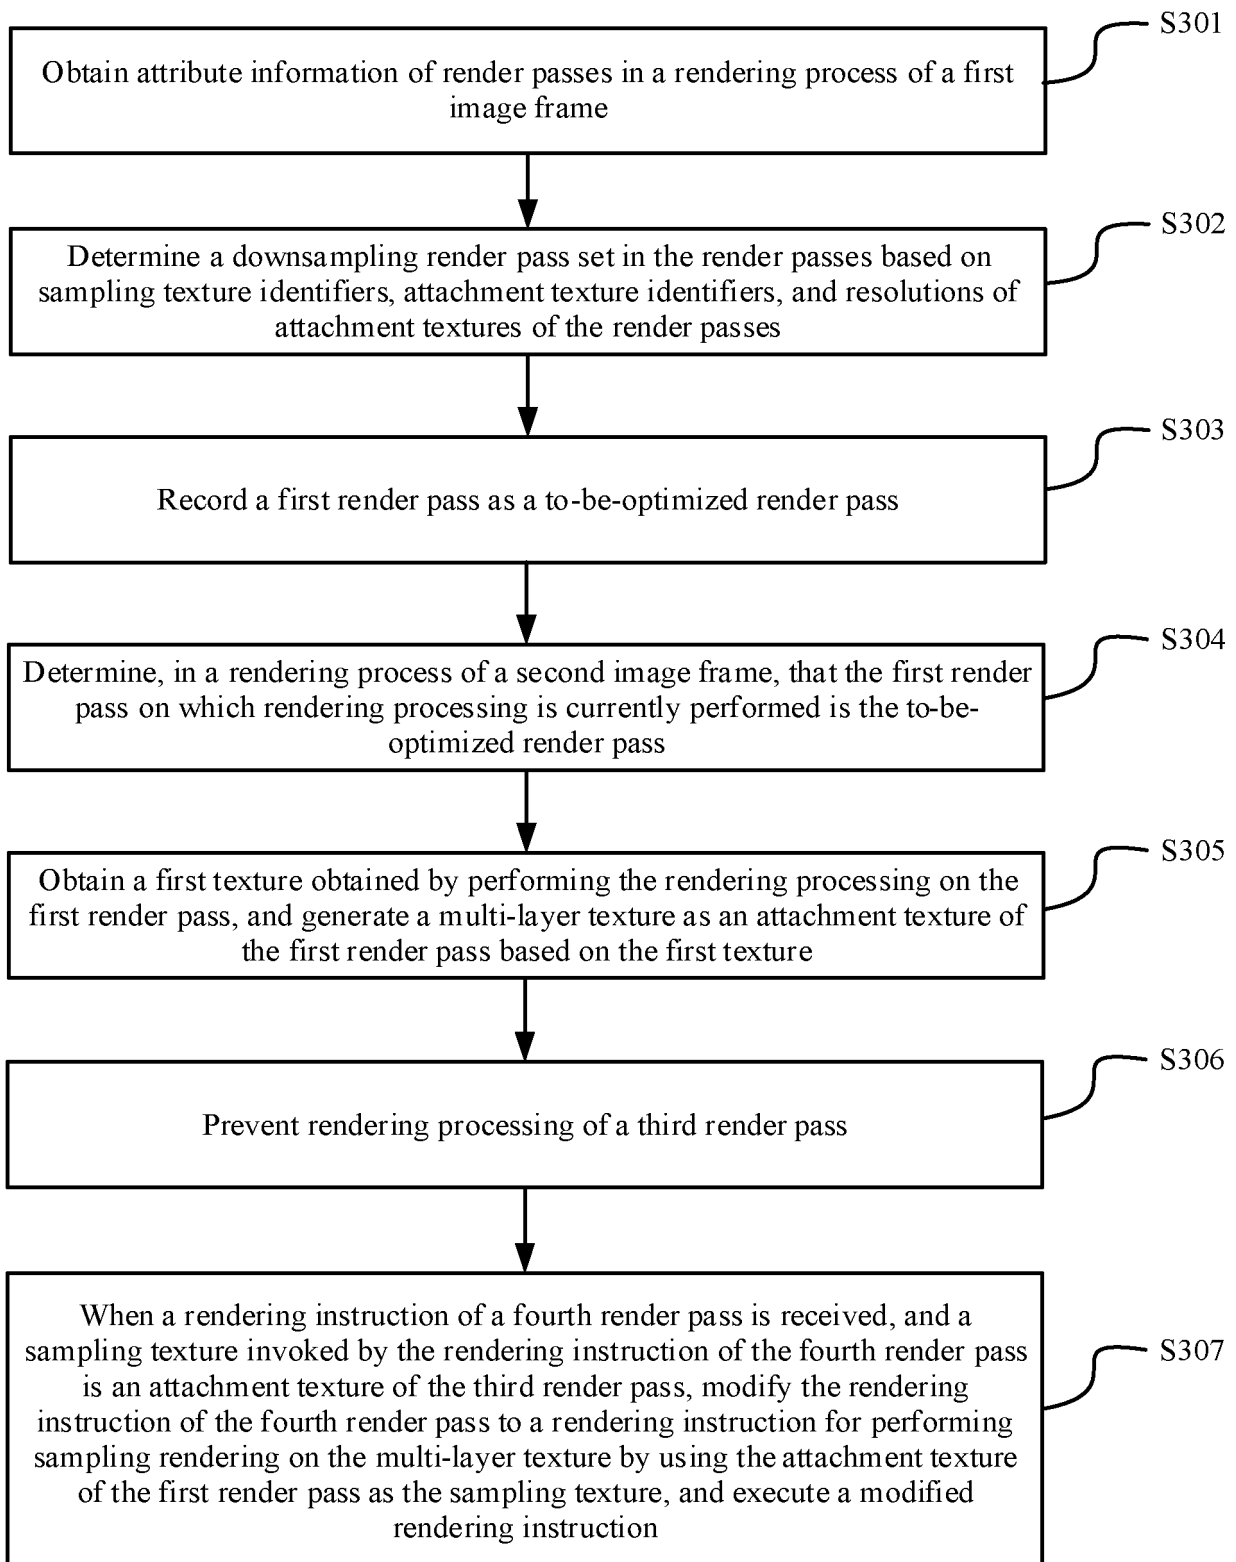 S301
Obtain attribute information of render passes in a rendering process of a first
image frame
S302
Determine a downsampling render pass set in the render passes based on
sampling texture identifiers, attachment texture identifiers, and resolutions of
attachment textures of the render passes
S303
Record a first render pass as a to-be-optimized render pass
S304
Determine, in a rendering process of a second image frame, that the first render
pass on which rendering processing is currently performed is the to-be-
optimized render pass
S305
Obtain a first texture obtained by performing the rendering processing on the
first render pass, and generate a multi-layer texture as an attachment texture of
the first render pass based on the first texture
S306
Prevent rendering processing of a third render pass
S307
When a rendering instruction of a fourth render pass is received, and a
sampling texture invoked by the rendering instruction of the fourth render pass
is an attachment texture of the third render pass, modify the rendering
instruction of the fourth render pass to a rendering instruction for performing
sampling rendering on the multi-layer texture by using the attachment texture
of the first render pass as the sampling texture, and execute a modified
rendering instruction